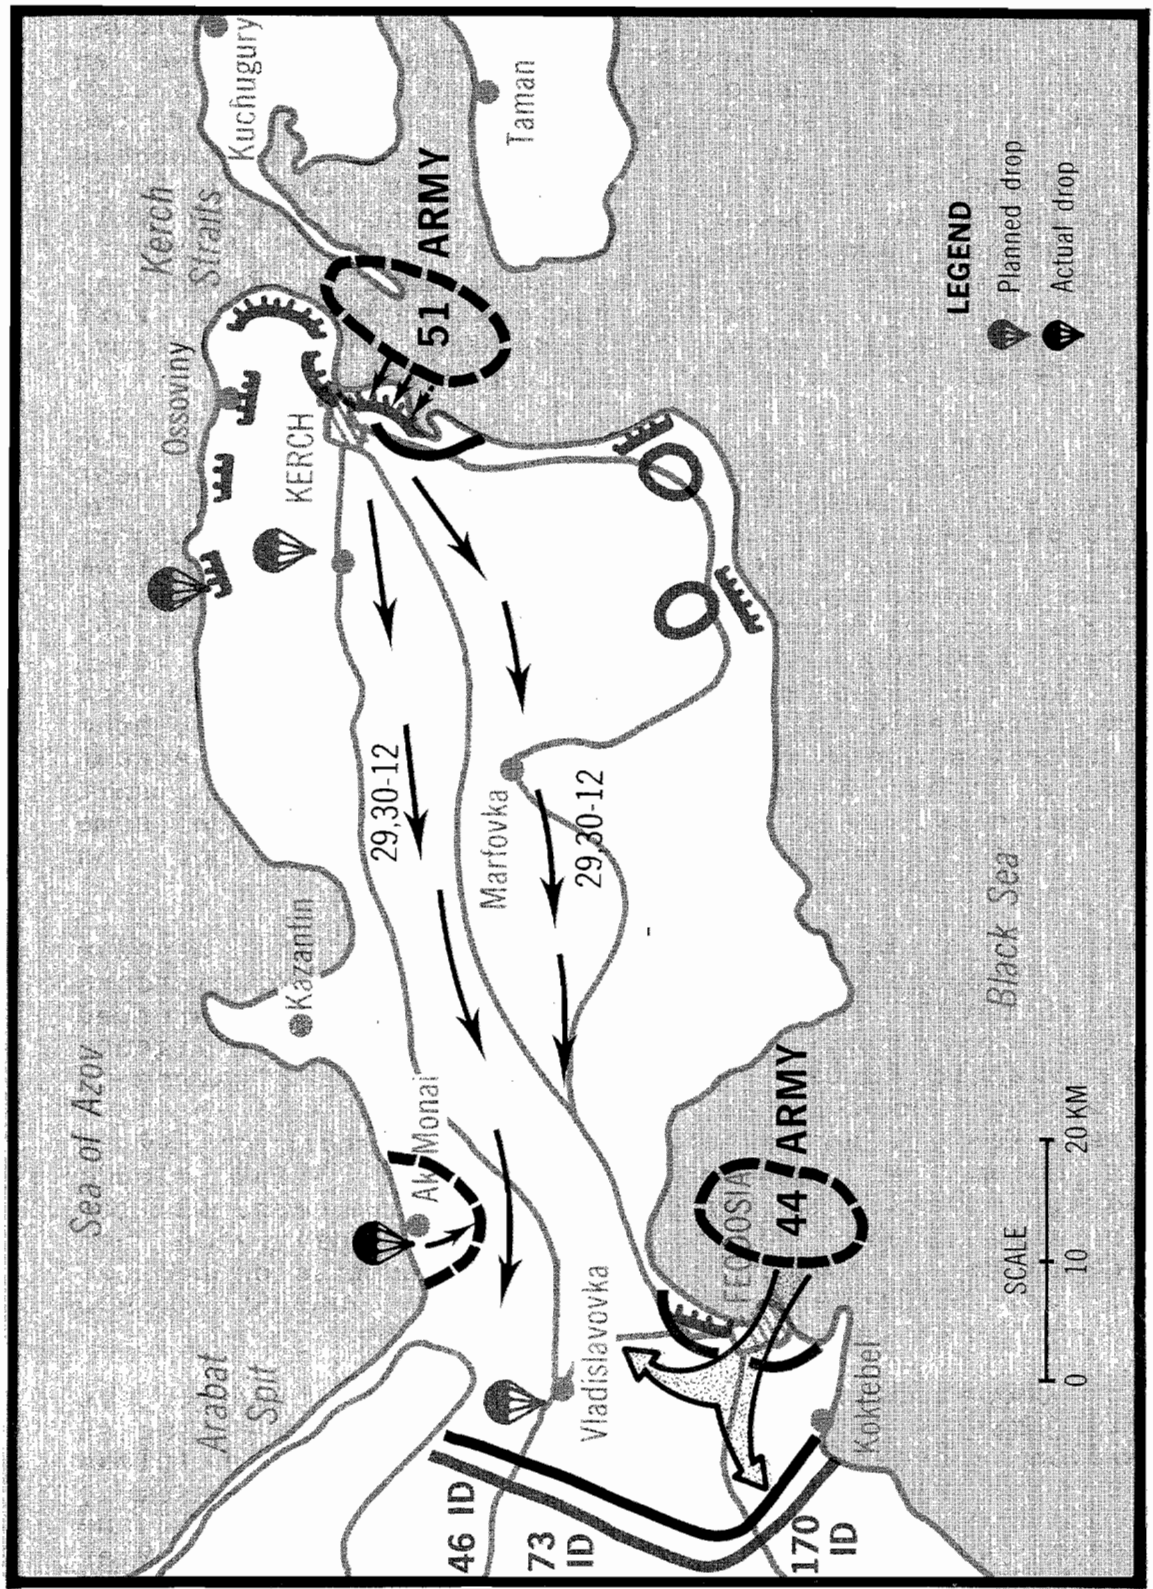 Sea of Azov
Arabat
Spit
Kazantin
Ossoviny
Kerch
Straits
Kuchugury
Taman
KERCH
51 ARMY
Ak Monai
29,30-12
Marfovka
29,30-12
46 ID
73
ID
170
ID
Vladislavovka
FEODOSIA
44 ARMY
Koktebel
Black Sea
SCALE
0 10 20 KM
LEGEND
Planned drop
Actual drop